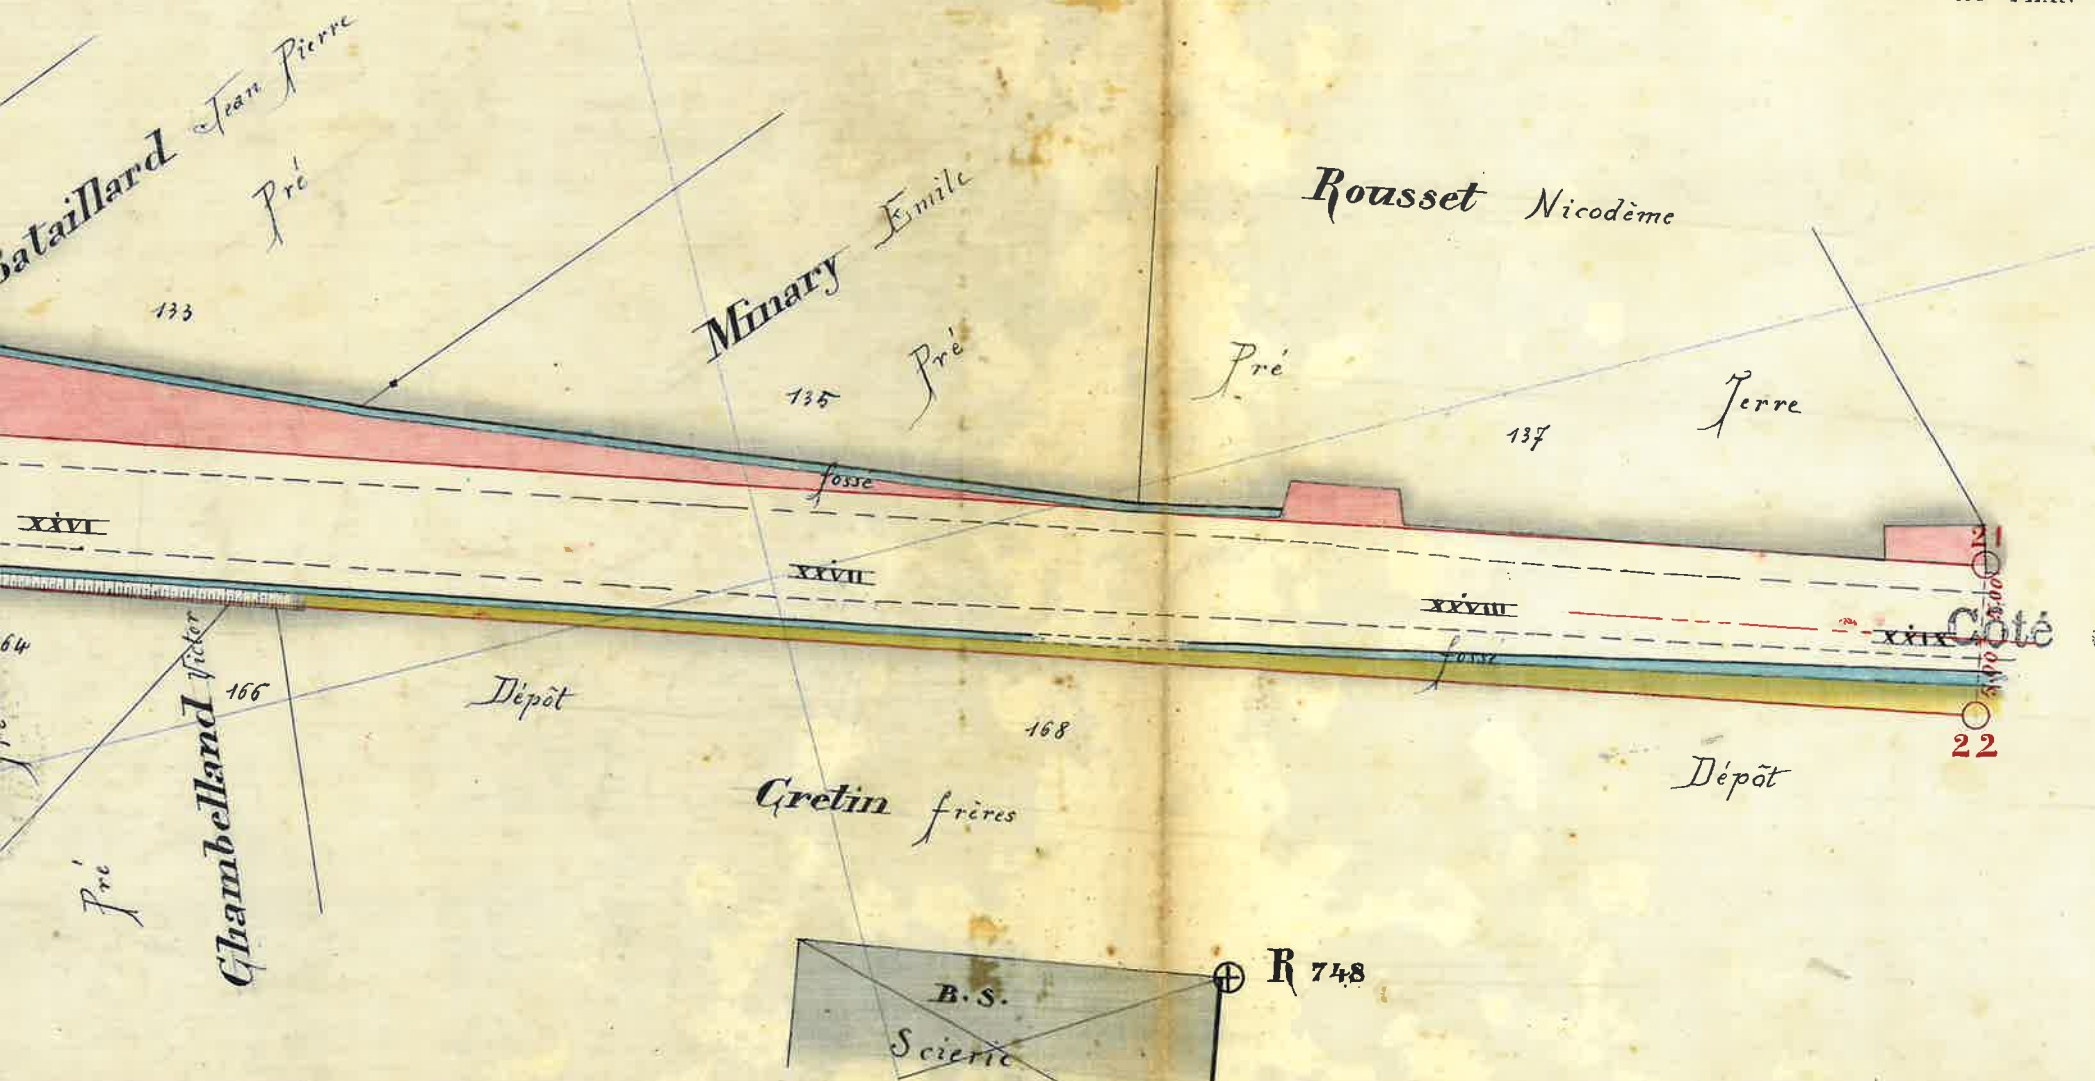 Bataillard Jean Pierre
Pré
133
Minary Emile
Pré
135
Rousset Nicodème
Pré
137
Terre
fossé
XXVI
XXVII
XXVIII
XXIX
fossé
21
Côté
22
64
Chambelland Victor
166
Pré
Dépôt
168
Cretin frères
Dépôt
B.S.
Scierie
R 748